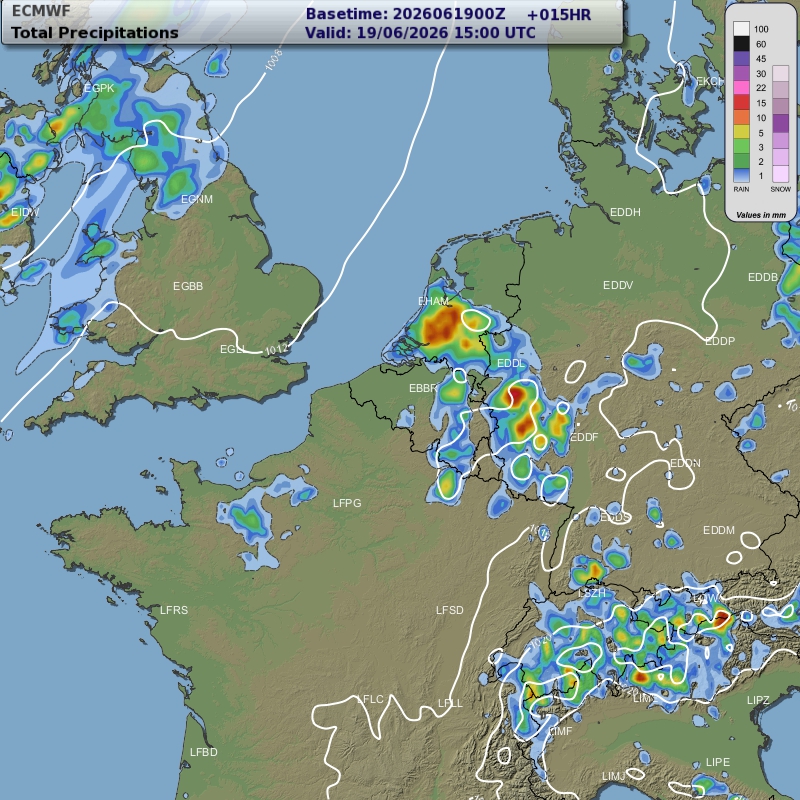 ECMWF
Basetime: 2026061900Z +015HR
Total Precipitations
Valid: 19/06/2026 15:00 UTC
100
60
45
30
22
15
10
5
3
2
1
RAIN
SNOW
Values in mm
1008
EGPK
EKCH
EIDW
EGNM
EDDH
EGBB
EDDV
EDDB
EHAM
EGLL
1012
EDDP
EDDL
EBBR
EDDF
EDDN
LFPG
EDDS
EDDM
LSZH
LOWI
LFRS
LFSD
LFLC
LFLL
LIPZ
LIMF
LFBD
LIPE
LIMJ